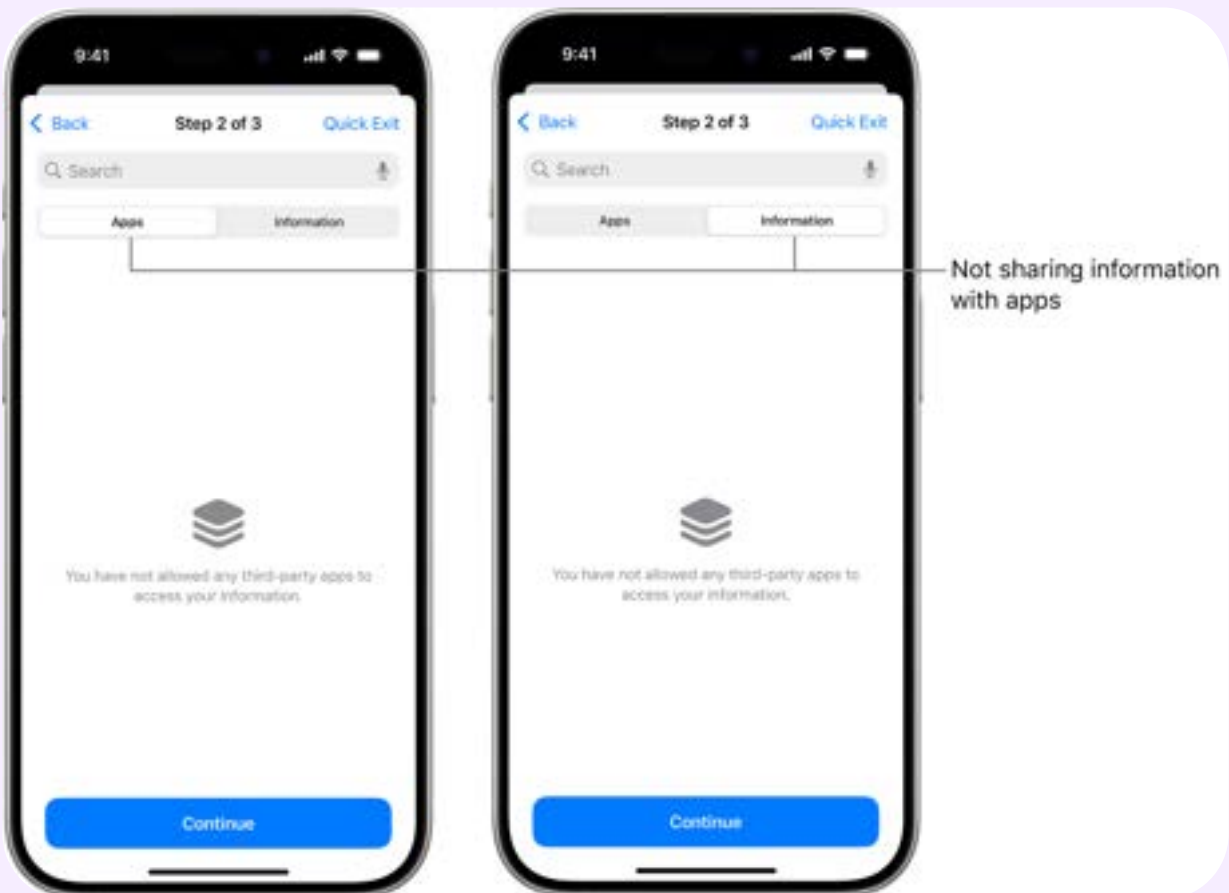 9:41
Back Step 2 of 3 Quick Exit
Search
Apps Information
You have not allowed any third-party apps to
access your information.
Continue
9:41
Back Step 2 of 3 Quick Exit
Search
Apps Information
You have not allowed any third-party apps to
access your information.
Continue
Not sharing information
with apps